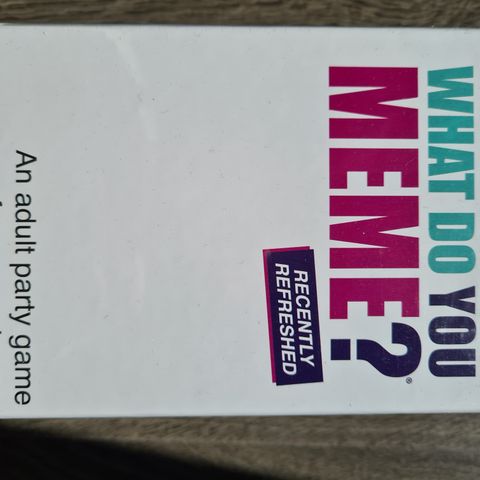 WHAT DO YOU
MEME?®
RECENTLY
REFRESHED
An adult party game